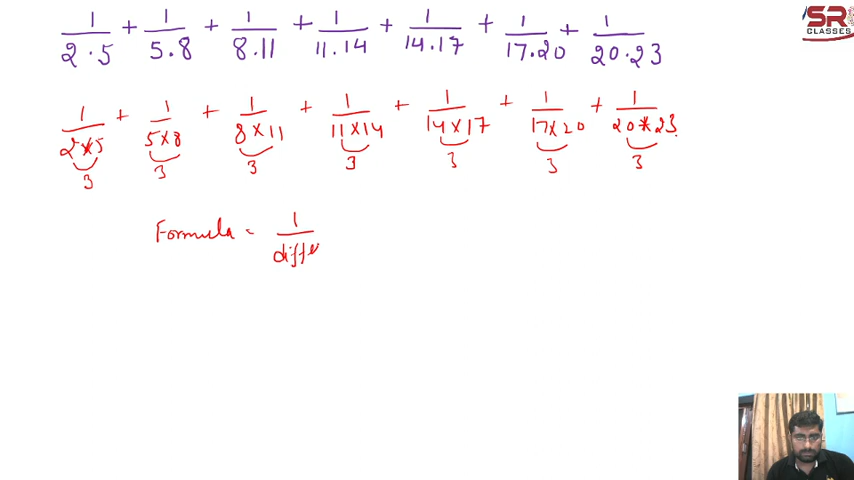 SR
CLASSES
1/2·5 + 1/5.8 + 1/8.11 + 1/11.14 + 1/14.17 + 1/17.20 + 1/20.23
1/2×5 + 1/5×8 + 1/8×11 + 1/11×14 + 1/14×17 + 1/17×20 + 1/20×23
3 3 3 3 3 3 3
Formula = 1/diffe